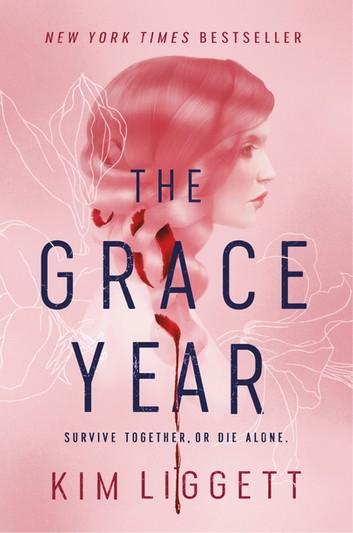 NEW YORK TIMES BESTSELLER
THE
GRACE
YEAR
SURVIVE TOGETHER, OR DIE ALONE.
KIM LIGGETT